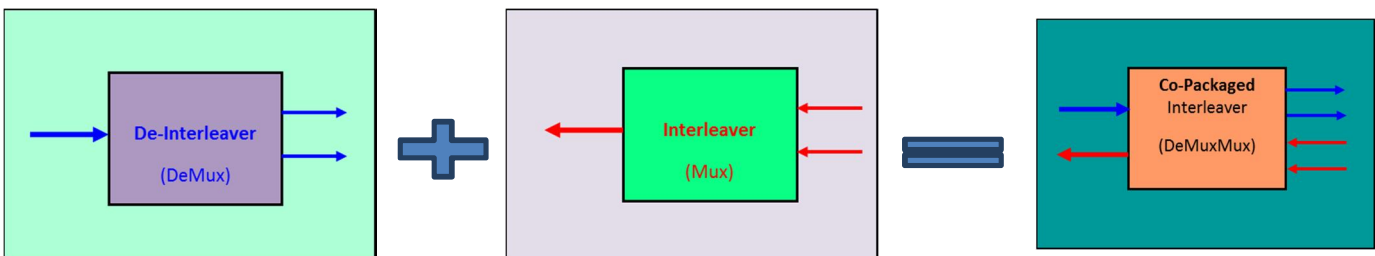 De-Interleaver
(DeMux)
Interleaver
(Mux)
Co-Packaged
Interleaver
(DeMuxMux)